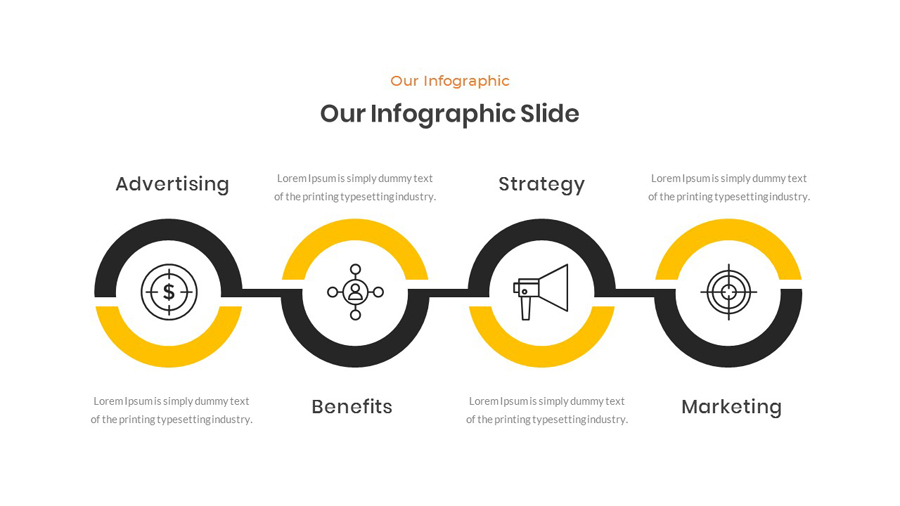 Our Infographic
Our Infographic Slide
Advertising
Lorem Ipsum is simply dummy text
of the printing typesetting industry.
Strategy
Lorem Ipsum is simply dummy text
of the printing typesetting industry.
$
Lorem Ipsum is simply dummy text
of the printing typesetting industry.
Benefits
Lorem Ipsum is simply dummy text
of the printing typesetting industry.
Marketing